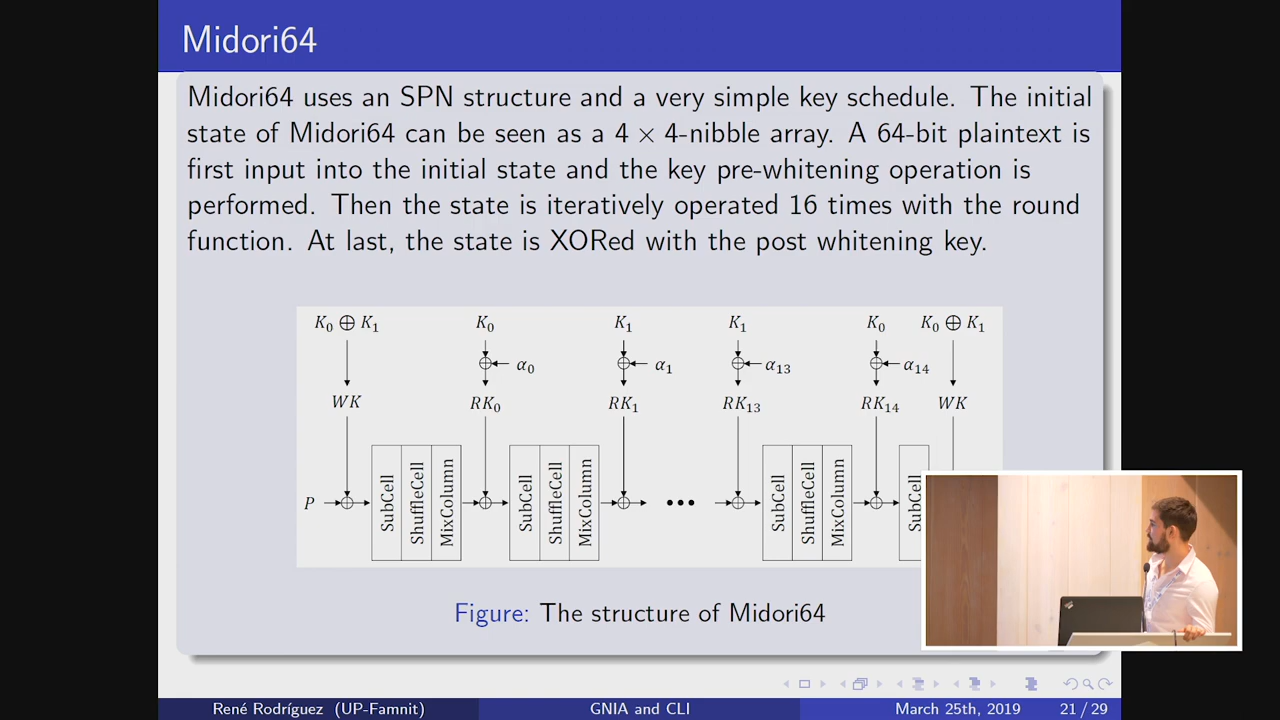 Midori64
Midori64 uses an SPN structure and a very simple key schedule. The initial
state of Midori64 can be seen as a 4 × 4-nibble array. A 64-bit plaintext is
first input into the initial state and the key pre-whitening operation is
performed. Then the state is iteratively operated 16 times with the round
function. At last, the state is XORed with the post whitening key.
K₀ ⊕ K₁ K₀ K₁ K₁ K₀ K₀ ⊕ K₁
α₀ α₁ α₁₃ α₁₄
WK RK₀ RK₁ RK₁₃ RK₁₄ WK
P SubCell ShuffleCell MixColumn SubCell ShuffleCell MixColumn ••• SubCell ShuffleCell MixColumn SubCell
Figure: The structure of Midori64
René Rodríguez (UP-Famnit) GNIA and CLI March 25th, 2019 21 / 29